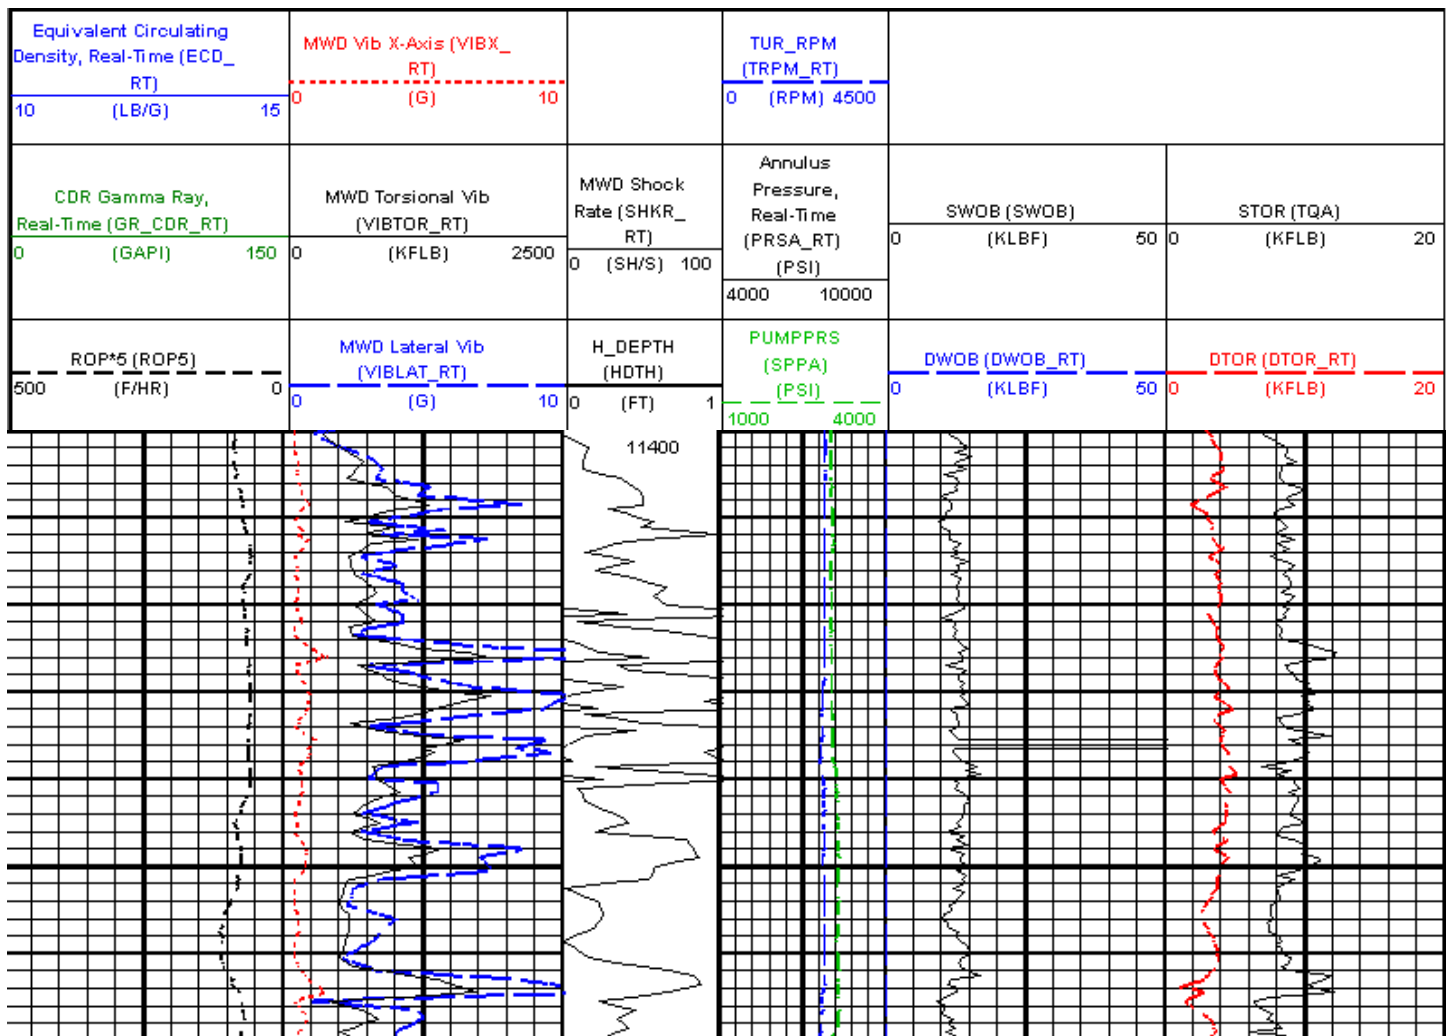 Equivalent Circulating
Density, Real-Time (ECD_
RT)
10 (LB/G) 15
MWD Vib X-Axis (VIBX_
RT)
0 (G) 10
TUR_RPM
(TRPM_RT)
0 (RPM) 4500
CDR Gamma Ray,
Real-Time (GR_CDR_RT)
0 (GAPI) 150
MWD Torsional Vib
(VIBTOR_RT)
0 (KFLB) 2500
MWD Shock
Rate (SHKR_
RT)
0 (SH/S) 100
Annulus
Pressure,
Real-Time
(PRSA_RT)
(PSI)
4000 10000
SWOB (SWOB)
0 (KLBF) 50
STOR (TQA)
0 (KFLB) 20
ROP*5 (ROP5)
500 (F/HR) 0
MWD Lateral Vib
(VIBLAT_RT)
0 (G) 10
H_DEPTH
(HDTH)
0 (FT) 1
PUMPPRS
(SPPA)
(PSI)
1000 4000
DWOB (DWOB_RT)
0 (KLBF) 50
DTOR (DTOR_RT)
0 (KFLB) 20
11400